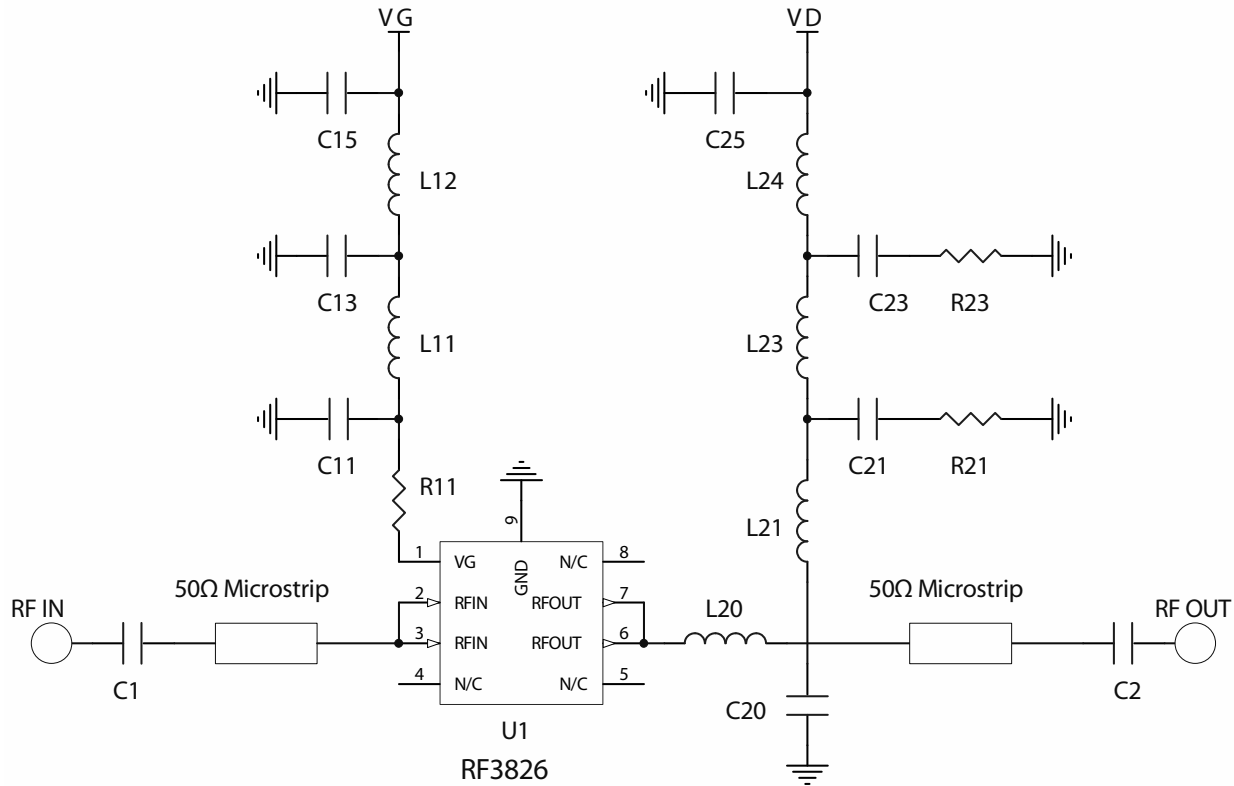 VG
VD
C15
C25
L12
L24
C13
C23
R23
L11
L23
C11
C21
R21
R11
9
L21
1
VG
GND
N/C
8
50Ω Microstrip
2
RFIN
RFOUT
7
L20
50Ω Microstrip
RF IN
RF OUT
3
RFIN
RFOUT
6
C1
4
N/C
N/C
5
C20
C2
U1
RF3826